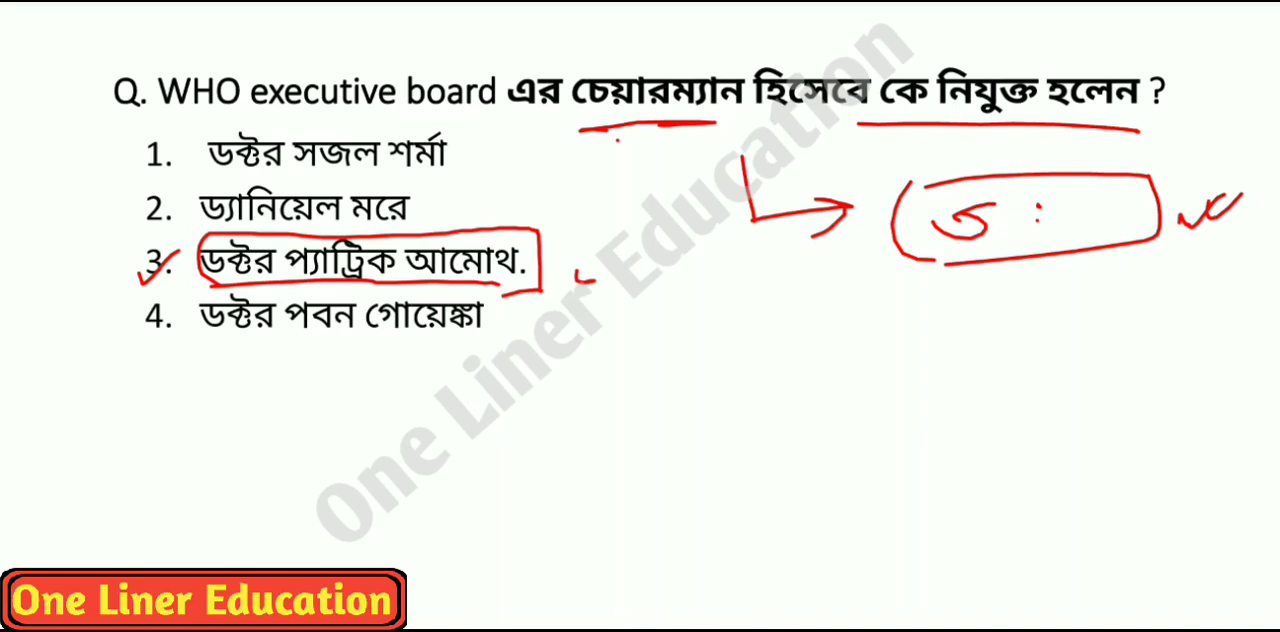 Q. WHO executive board এর চেয়ারম্যান হিসেবে কে নিযুক্ত হলেন ?
1. ডক্টর সজল শর্মা
2. ড্যানিয়েল মরে
3. ডক্টর প্যাট্রিক আমোথ.
4. ডক্টর পবন গোয়েঙ্কা
One Liner Education
One Liner Education